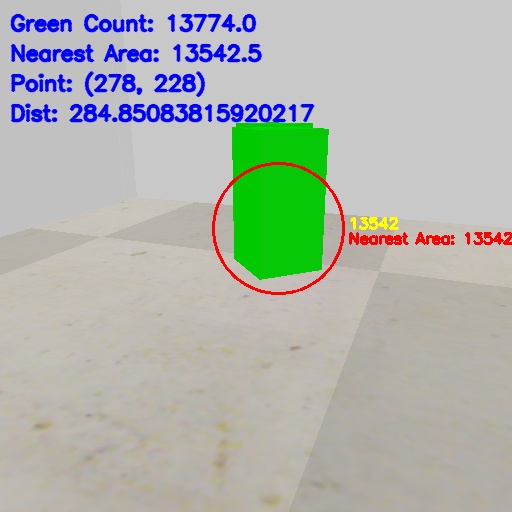 Green Count: 13774.0
Nearest Area: 13542.5
Point: (278, 228)
Dist: 284.85083815920217
13542
Nearest Area: 13542